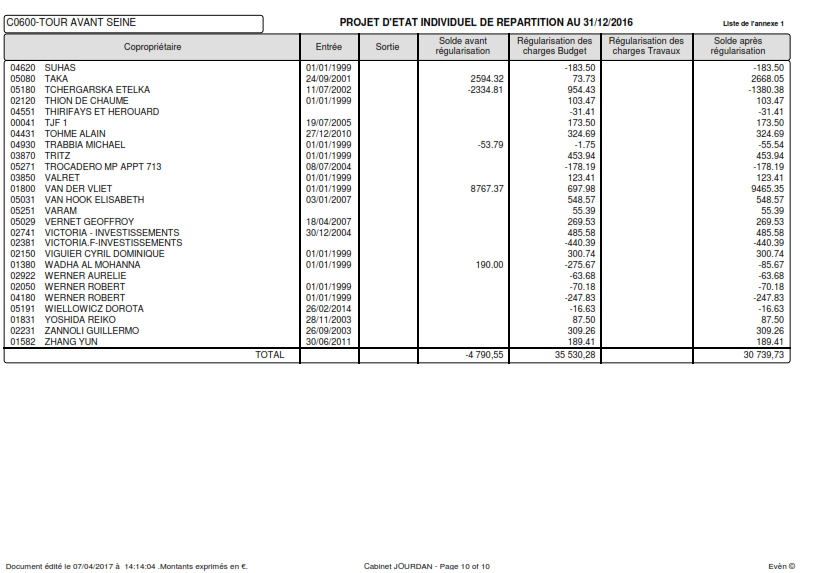 C0600-TOUR AVANT SEINE PROJET D'ETAT INDIVIDUEL DE REPARTITION AU 31/12/2016 Liste de l'annexe 1
Copropriétaire Entrée Sortie Solde avant régularisation Régularisation des charges Budget Régularisation des charges Travaux Solde après régularisation
04620 SUHAS 01/01/1999 -183.50 -183.50
05080 TAKA 24/09/2001 2594.32 73.73 2668.05
05180 TCHERGARSKA ETELKA 11/07/2002 -2334.81 954.43 -1380.38
02120 THION DE CHAUME 01/01/1999 103.47 103.47
04551 THIRIFAYS ET HEROUARD -31.41 -31.41
00041 TJF 1 19/07/2005 173.50 173.50
04431 TOHME ALAIN 27/12/2010 324.69 324.69
04930 TRABBIA MICHAEL 01/01/1999 -53.79 -1.75 -55.54
03870 TRITZ 01/01/1999 453.94 453.94
05271 TROCADERO MP APPT 713 08/07/2004 -178.19 -178.19
03850 VALRET 01/01/1999 123.41 123.41
01800 VAN DER VLIET 01/01/1999 8767.37 697.98 9465.35
05031 VAN HOOK ELISABETH 03/01/2007 548.57 548.57
05251 VARAM 55.39 55.39
05029 VERNET GEOFFROY 18/04/2007 269.53 269.53
02741 VICTORIA - INVESTISSEMENTS 30/12/2004 485.58 485.58
02381 VICTORIA.F-INVESTISSEMENTS -440.39 -440.39
02150 VIGUIER CYRIL DOMINIQUE 01/01/1999 300.74 300.74
01380 WADHA AL MOHANNA 01/01/1999 190.00 -275.67 -85.67
02922 WERNER AURELIE -63.68 -63.68
02050 WERNER ROBERT 01/01/1999 -70.18 -70.18
04180 WERNER ROBERT 01/01/1999 -247.83 -247.83
05191 WIELLOWICZ DOROTA 26/02/2014 -16.63 -16.63
01831 YOSHIDA REIKO 28/11/2003 87.50 87.50
02231 ZANNOLI GUILLERMO 26/09/2003 309.26 309.26
01582 ZHANG YUN 30/06/2011 189.41 189.41
TOTAL -4 790,55 35 530,28 30 739,73
Document édité le 07/04/2017 à 14:14:04 .Montants exprimés en €. Cabinet JOURDAN - Page 10 of 10 Evèn ©